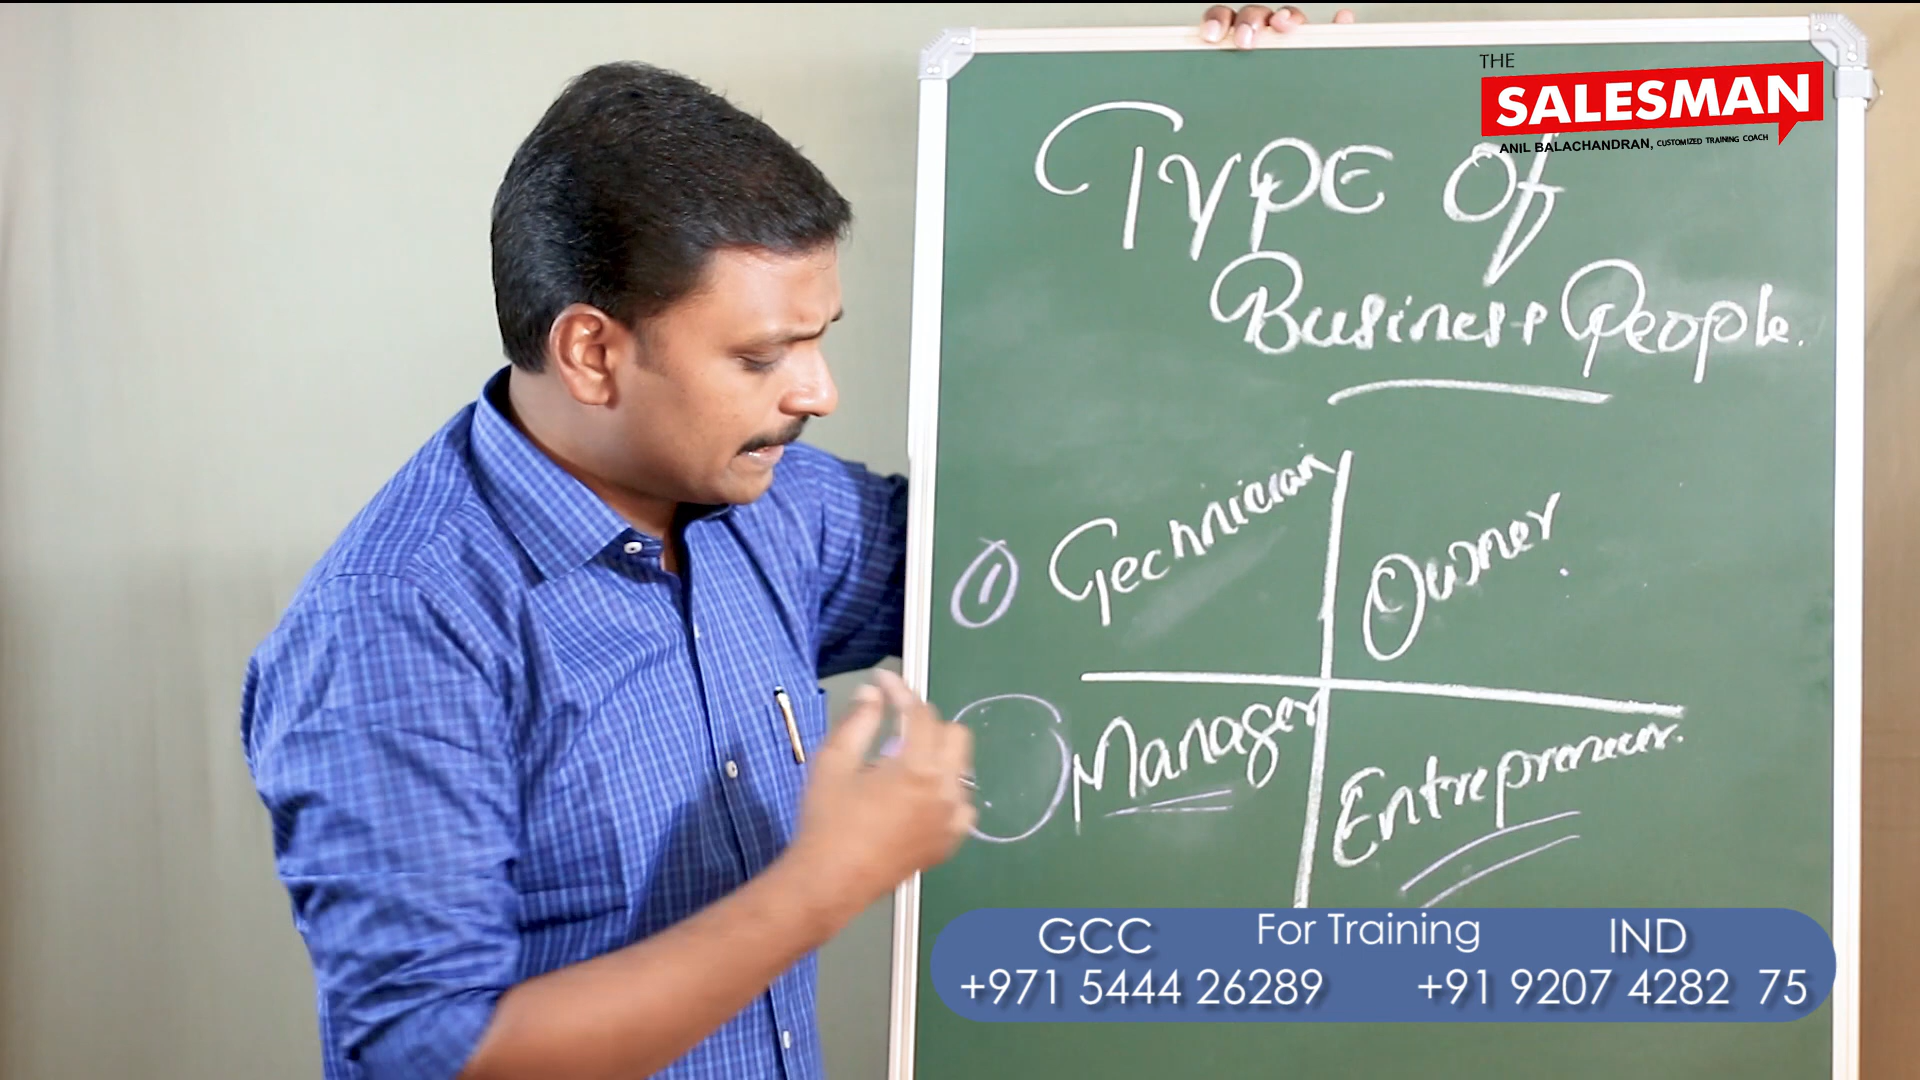 THE
SALESMAN
ANIL BALACHANDRAN, CUSTOMIZED TRAINING COACH
Type Of
Business People.
1 Technician
Owner
Manager
Entrepreneur.
GCC For Training IND
+971 5444 26289 +91 9207 4282 75